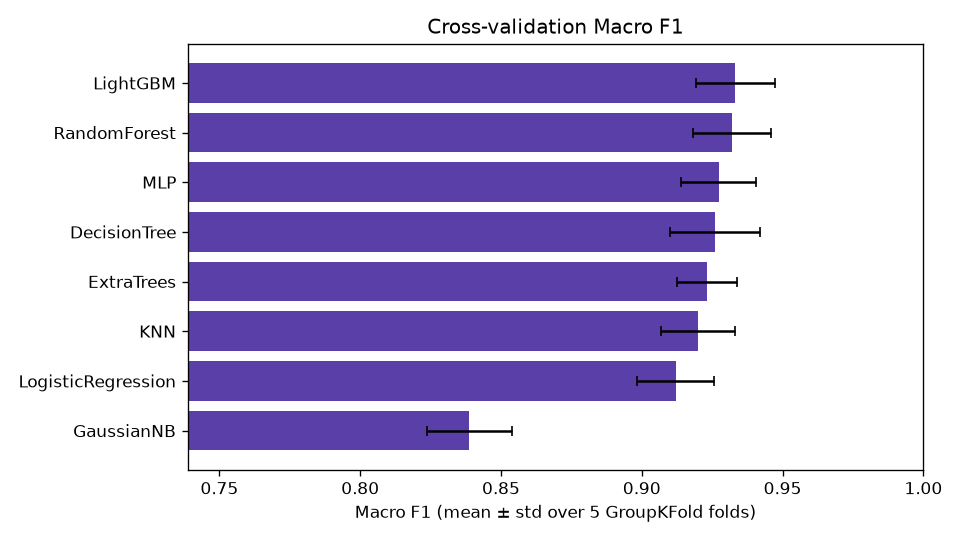 Cross-validation Macro F1
LightGBM
RandomForest
MLP
DecisionTree
ExtraTrees
KNN
LogisticRegression
GaussianNB
0.75 0.80 0.85 0.90 0.95 1.00
Macro F1 (mean ± std over 5 GroupKFold folds)